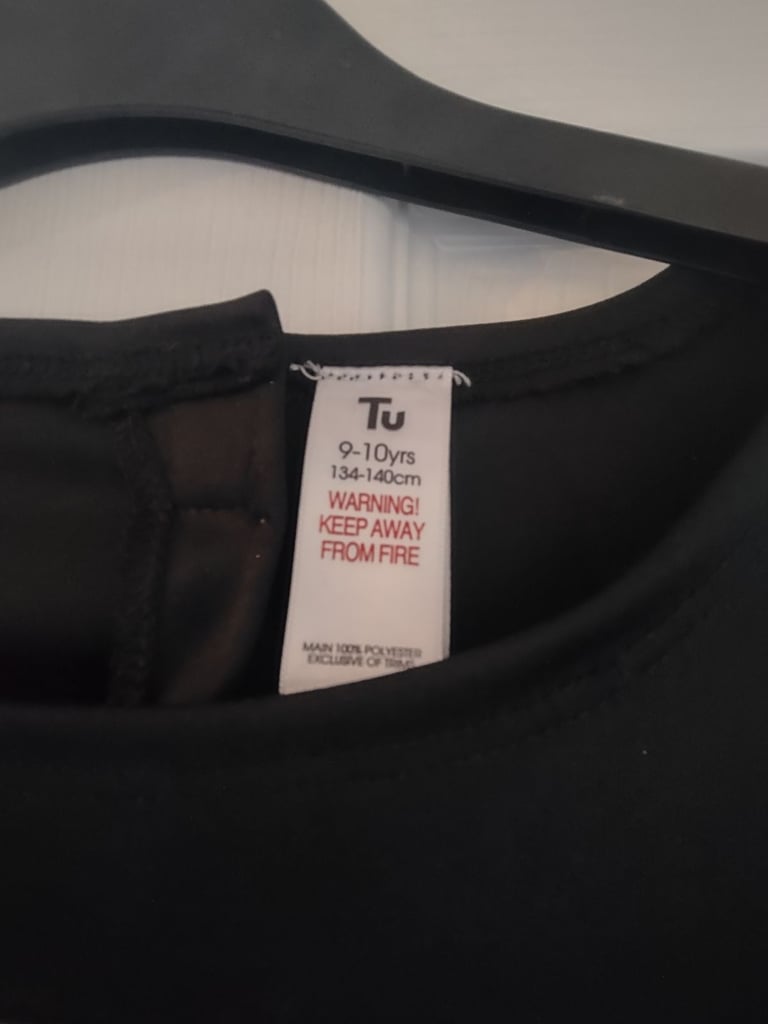 Tu
9-10yrs
134-140cm
WARNING!
KEEP AWAY
FROM FIRE
MAIN 100% POLYESTER
EXCLUSIVE OF TRIMS